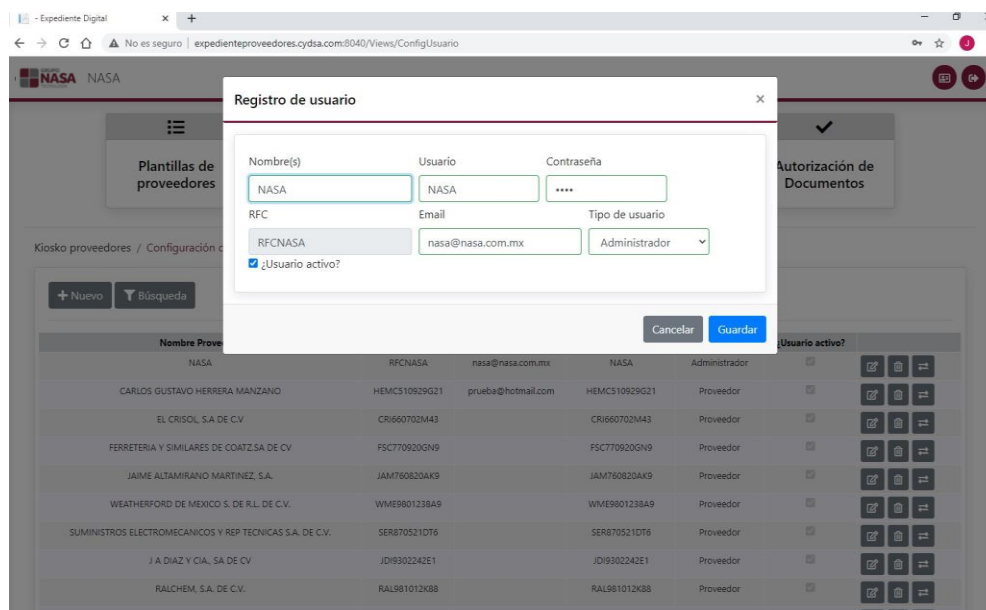 - Expediente Digital
No es seguro | expedienteproveedores.cydsa.com:8040/Views/ConfigUsuario
J
GRUPO NASA NASA
Registro de usuario
Plantillas de proveedores
Autorización de Documentos
Nombre(s) Usuario Contraseña
NASA NASA ••••
RFC Email Tipo de usuario
RFCNASA nasa@nasa.com.mx Administrador
¿Usuario activo?
Cancelar Guardar
Kiosko proveedores / Configuración
Nuevo Búsqueda
Nombre Prove ¿Usuario activo?
NASA RFCNASA nasa@nasa.com.mx NASA Administrador
CARLOS GUSTAVO HERRERA MANZANO HEMC510929G21 prueba@hotmail.com HEMC510929G21 Proveedor
EL CRISOL, S.A DE C.V CRI660702M43 CRI660702M43 Proveedor
FERRETERIA Y SIMILARES DE COATZ.SA DE CV FSC770920GN9 FSC770920GN9 Proveedor
JAIME ALTAMIRANO MARTINEZ, S.A. JAM760820AK9 JAM760820AK9 Proveedor
WEATHERFORD DE MEXICO S. DE R.L. DE C.V. WME9801238A9 WME9801238A9 Proveedor
SUMINISTROS ELECTROMECANICOS Y REP TECNICAS S.A. DE C.V. SER870521DT6 SER870521DT6 Proveedor
J A DIAZ Y CIA., SA DE CV JDI9302242E1 JDI9302242E1 Proveedor
RALCHEM, S.A. DE C.V. RAL981012K88 RAL981012K88 Proveedor